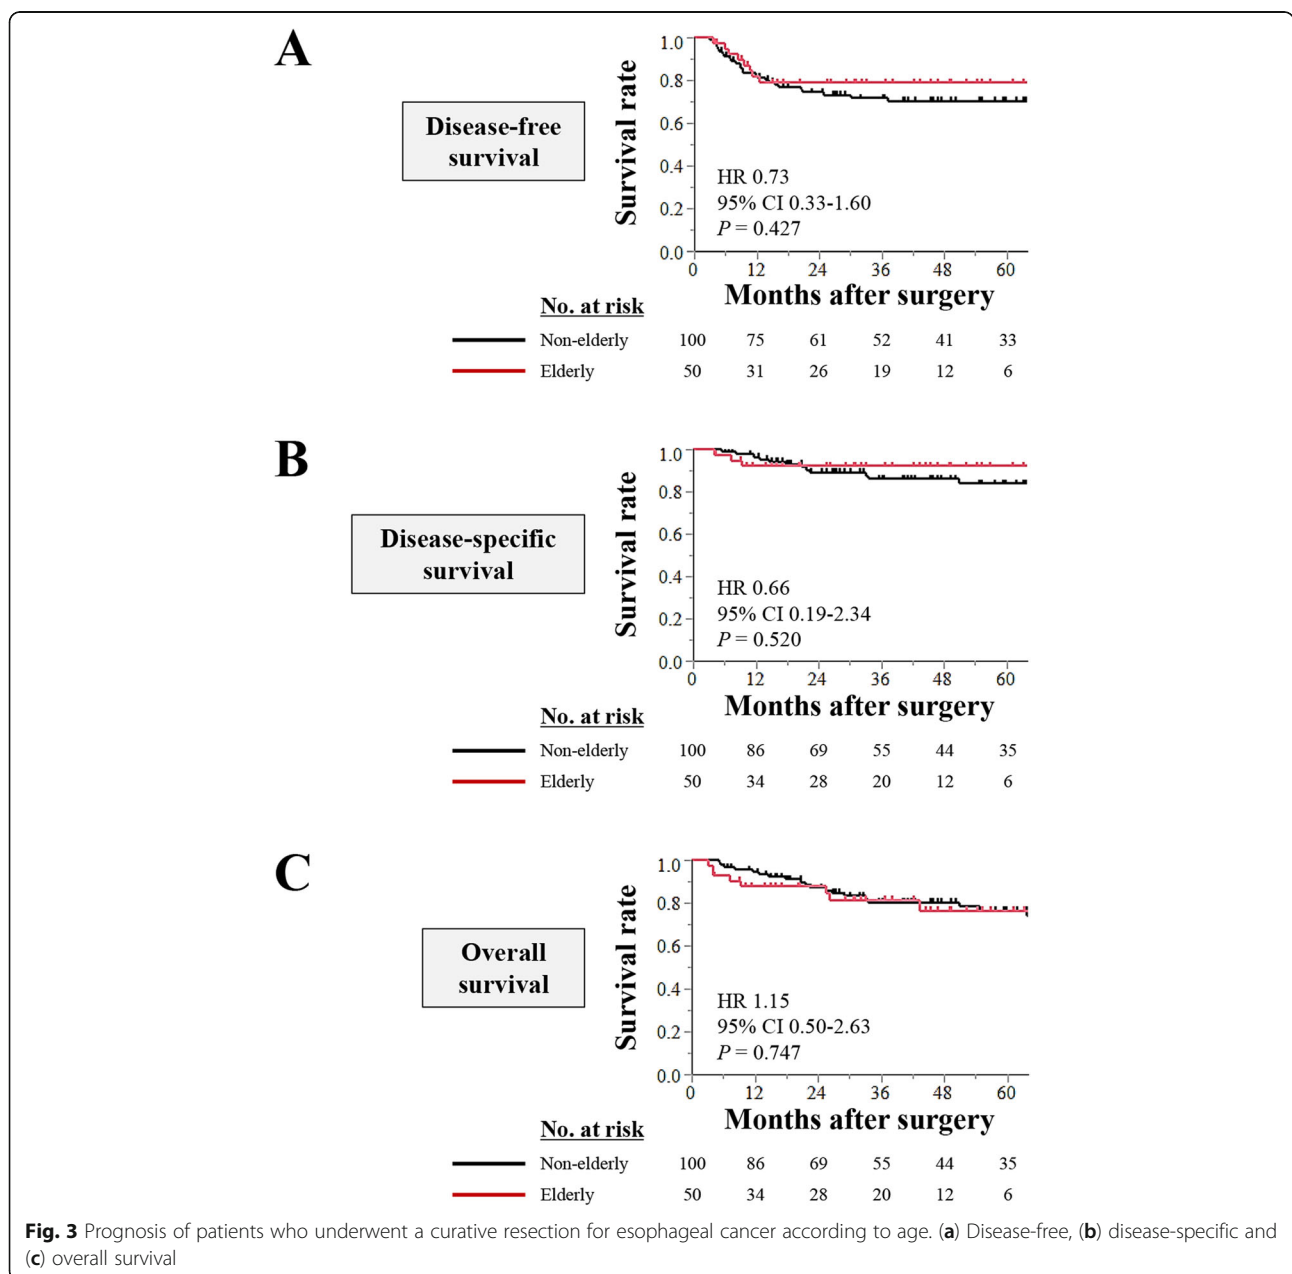 A
Disease-free
survival
Survival rate
1.0
0.8
0.6
0.4
0.2
0.0
HR 0.73
95% CI 0.33-1.60
P = 0.427
0 12 24 36 48 60
Months after surgery
No. at risk
Non-elderly 100 75 61 52 41 33
Elderly 50 31 26 19 12 6
B
Disease-specific
survival
Survival rate
1.0
0.8
0.6
0.4
0.2
0.0
HR 0.66
95% CI 0.19-2.34
P = 0.520
0 12 24 36 48 60
Months after surgery
No. at risk
Non-elderly 100 86 69 55 44 35
Elderly 50 34 28 20 12 6
C
Overall
survival
Survival rate
1.0
0.8
0.6
0.4
0.2
0.0
HR 1.15
95% CI 0.50-2.63
P = 0.747
0 12 24 36 48 60
Months after surgery
No. at risk
Non-elderly 100 86 69 55 44 35
Elderly 50 34 28 20 12 6
Fig. 3 Prognosis of patients who underwent a curative resection for esophageal cancer according to age. (a) Disease-free, (b) disease-specific and
(c) overall survival